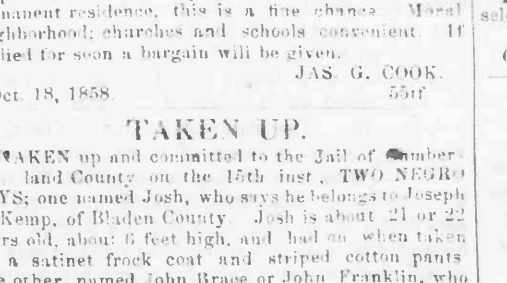 manent residence, this is a fine chance. Moral
ghborhood; churches and schools convenient. If
lied for soon a bargain will be given.
JAS. G. COOK.
Oct. 18, 1858. 55tf
TAKEN UP.
TAKEN up and committed to the Jail of Cumber-
land County on the 15th inst., TWO NEGRO
YS; one named Josh, who says he belongs to Joseph
Kemp, of Bladen County. Josh is about 21 or 22
rs old, about 6 feet high, and had on when taken
a satinet frock coat and striped cotton pants
e other, named John Brace or John Franklin, who